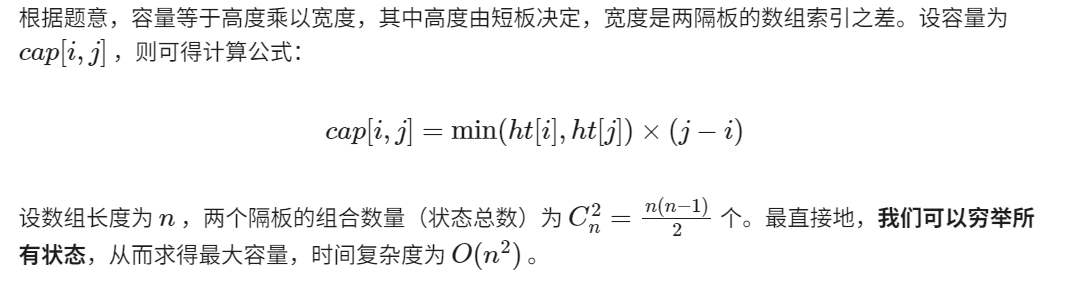 根据题意，容量等于高度乘以宽度，其中高度由短板决定，宽度是两隔板的数组索引之差。设容量为
cap[i, j]，则可得计算公式：
cap[i, j] = min(ht[i], ht[j]) × (j − i)
设数组长度为 n，两个隔板的组合数量（状态总数）为 C_n^2 = \frac{n(n−1)}{2} 个。最直接地，我们可以穷举所
有状态，从而求得最大容量，时间复杂度为 O(n²)。